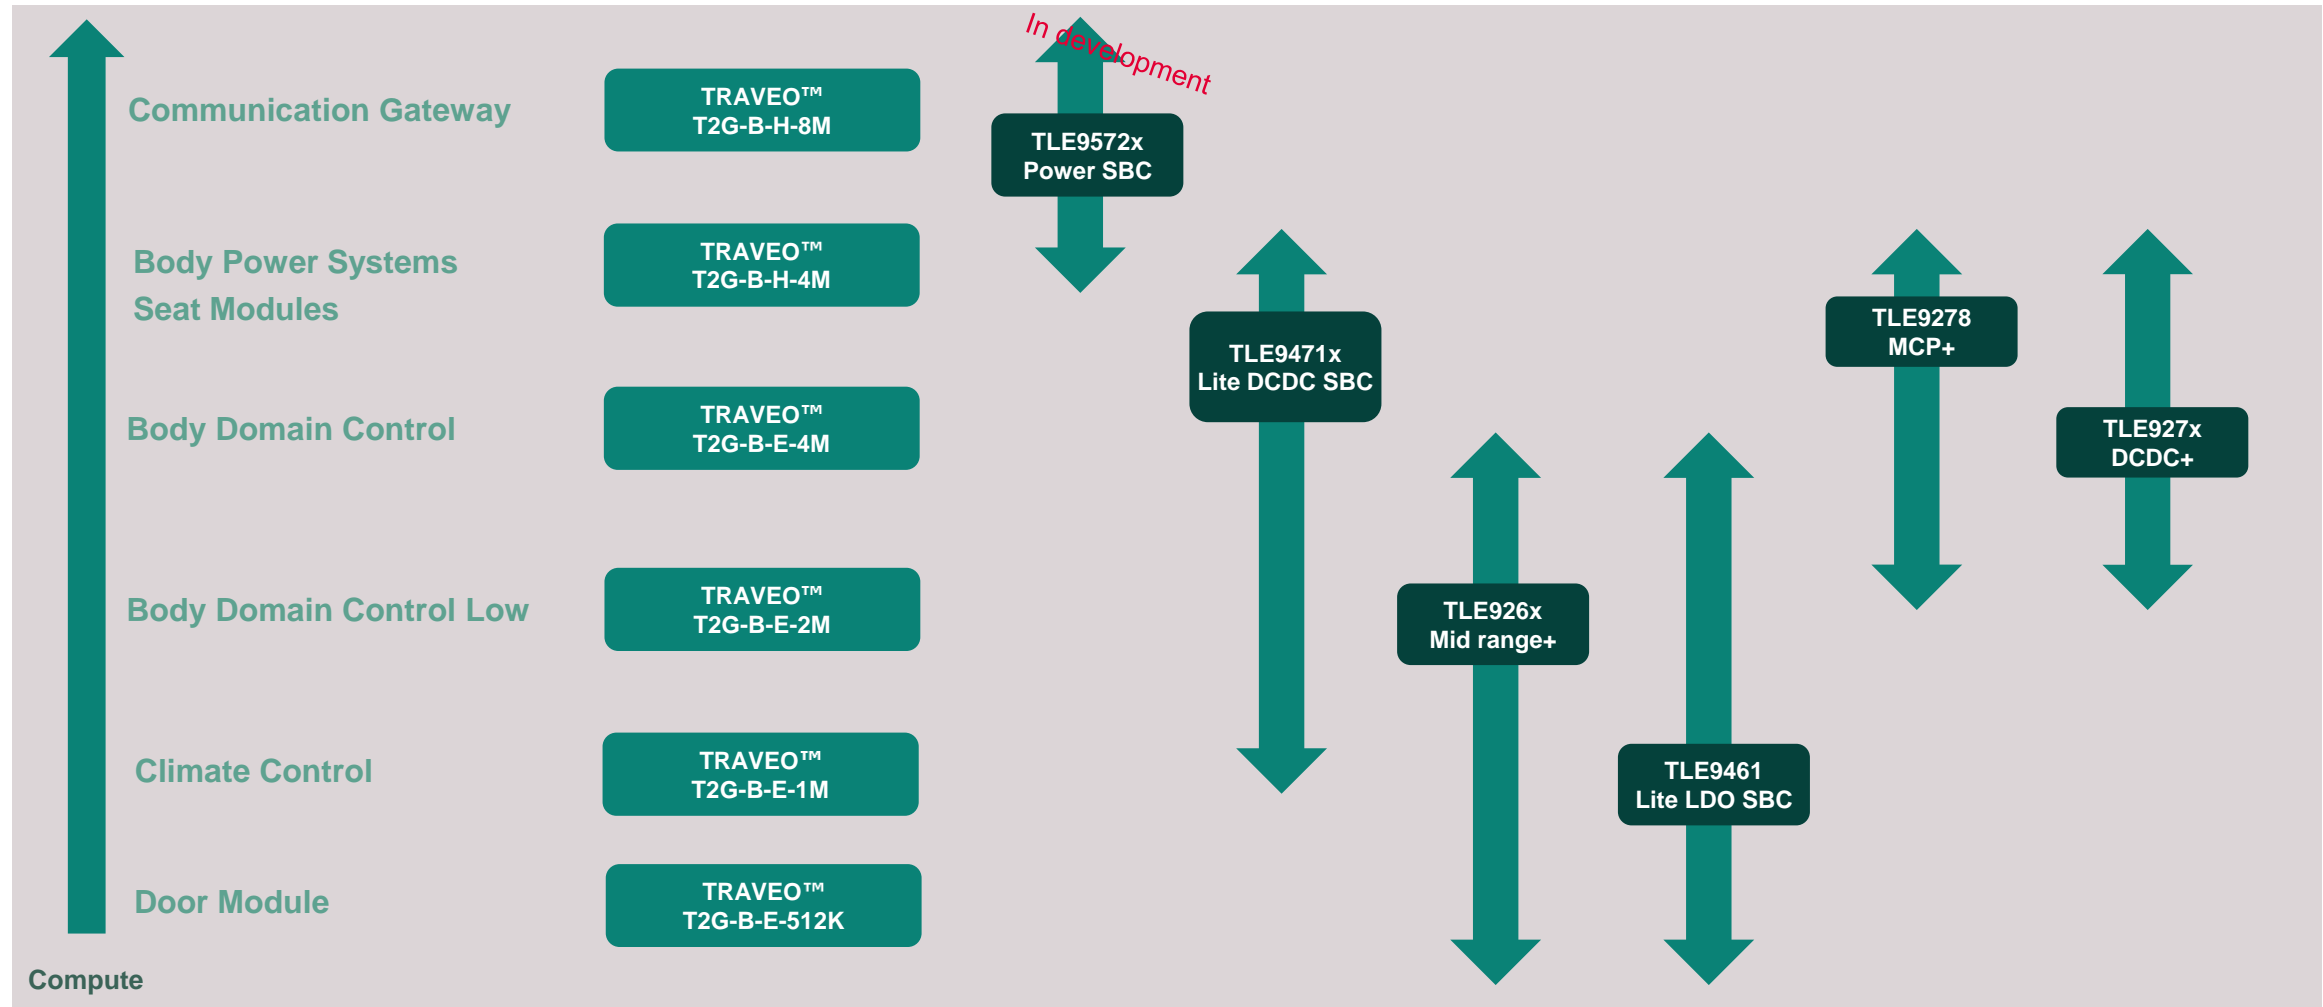 In development
Communication Gateway
TRAVEO™
T2G-B-H-8M
TLE9572x
Power SBC
Body Power Systems
Seat Modules
TRAVEO™
T2G-B-H-4M
TLE9471x
Lite DCDC SBC
TLE9278
MCP+
Body Domain Control
TRAVEO™
T2G-B-E-4M
TLE927x
DCDC+
Body Domain Control Low
TRAVEO™
T2G-B-E-2M
TLE926x
Mid range+
Climate Control
TRAVEO™
T2G-B-E-1M
TLE9461
Lite LDO SBC
Door Module
TRAVEO™
T2G-B-E-512K
Compute